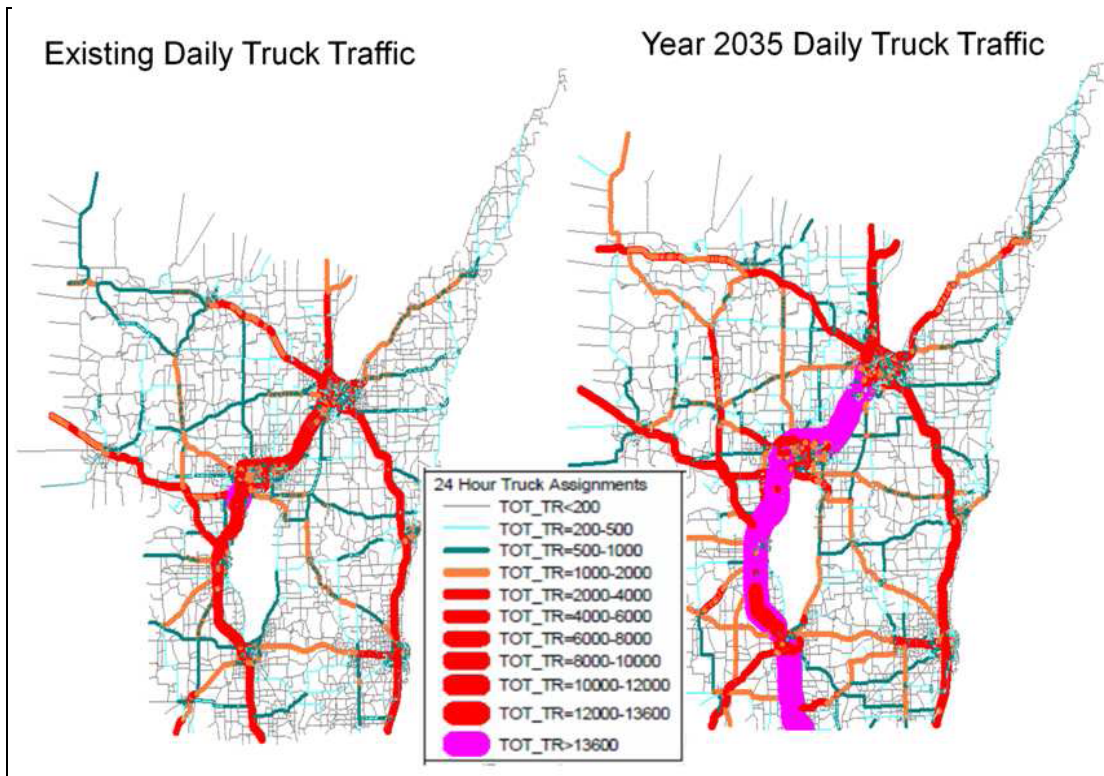 Existing Daily Truck Traffic
Year 2035 Daily Truck Traffic
24 Hour Truck Assignments
TOT_TR<200
TOT_TR=200-500
TOT_TR=500-1000
TOT_TR=1000-2000
TOT_TR=2000-4000
TOT_TR=4000-6000
TOT_TR=6000-8000
TOT_TR=8000-10000
TOT_TR=10000-12000
TOT_TR=12000-13600
TOT_TR>13600